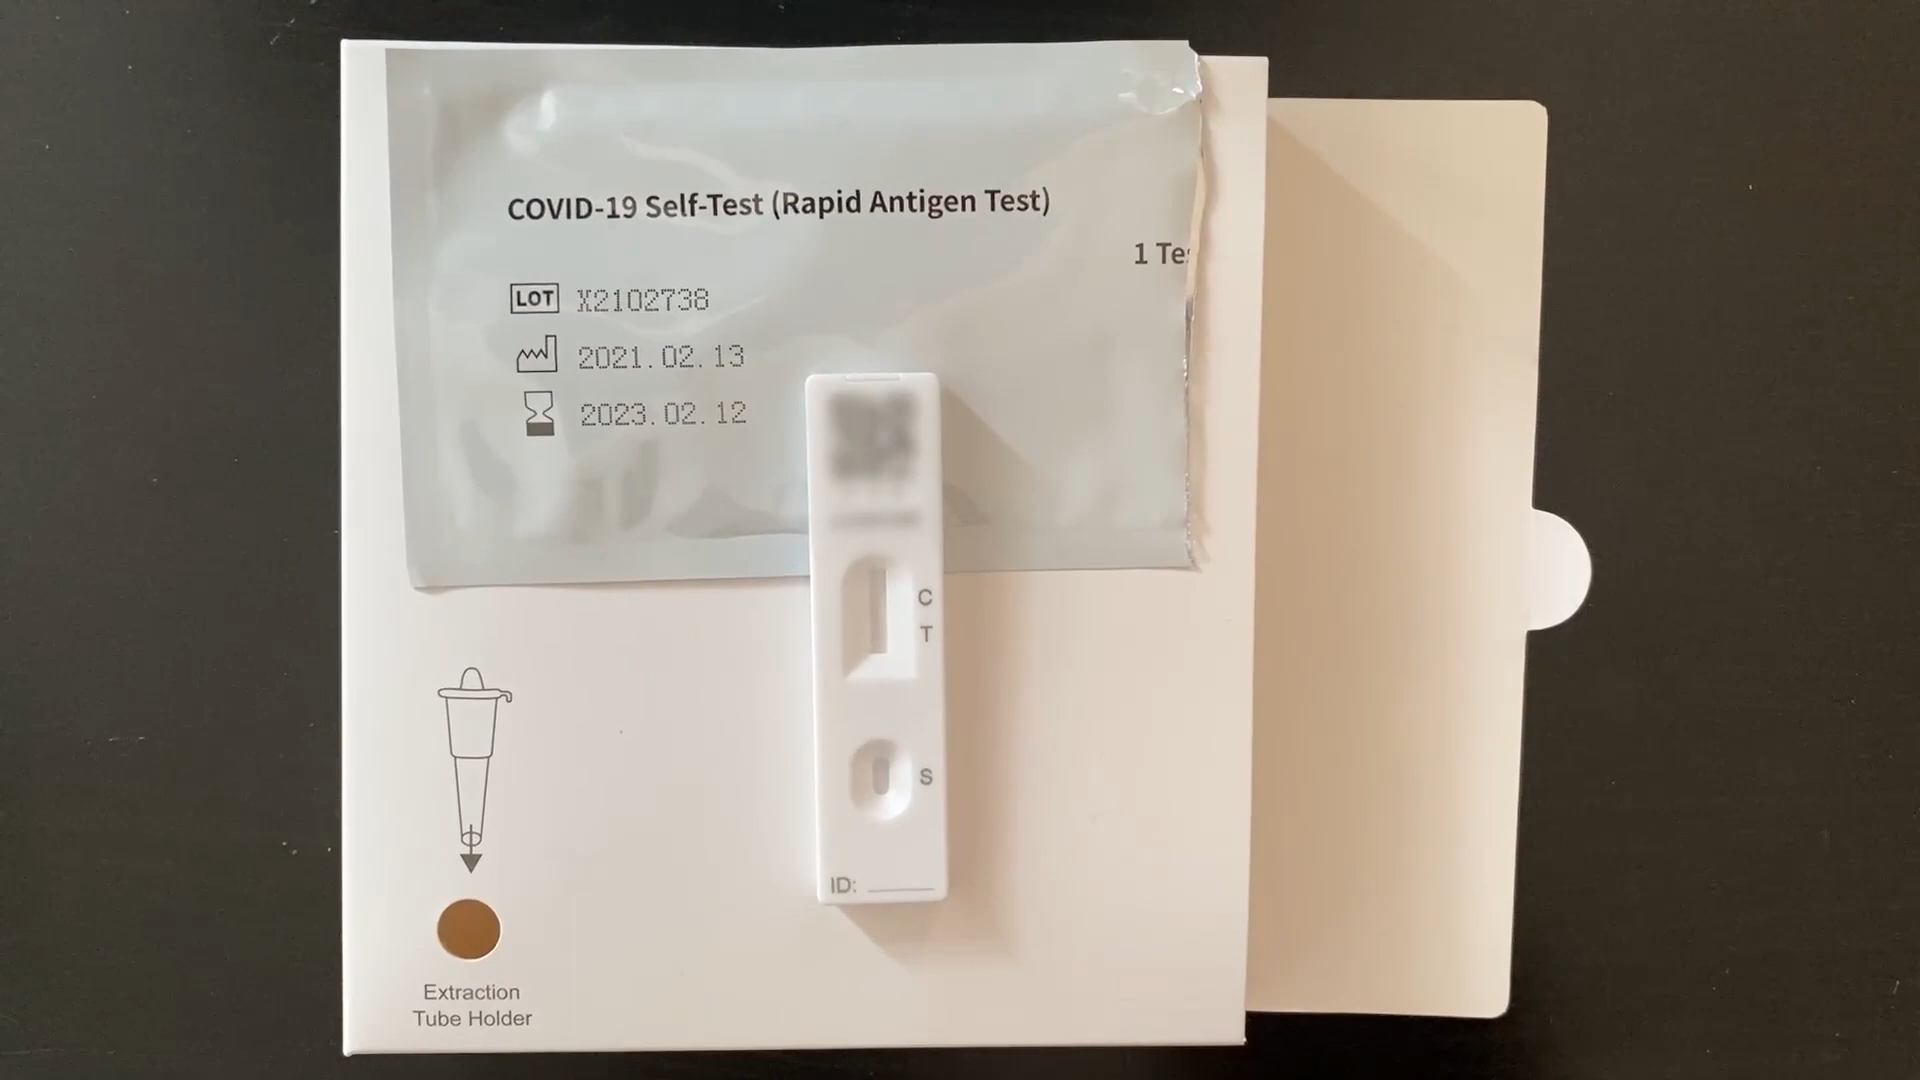 COVID-19 Self-Test (Rapid Antigen Test)
1 Tes
LOT X2102738
2021.02.13
2023.02.12
C
T
S
ID:
Extraction
Tube Holder